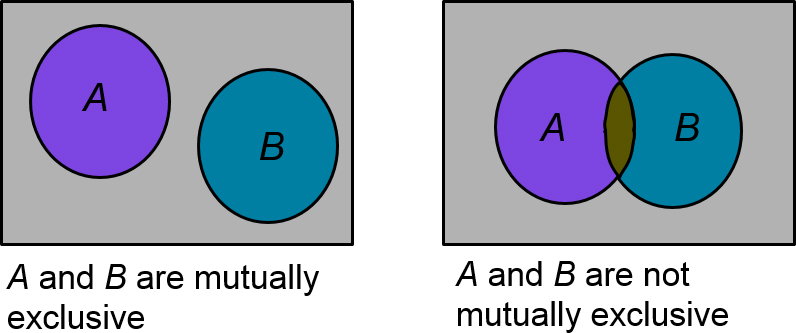 A
B
A and B are mutually
exclusive
A
B
A and B are not
mutually exclusive